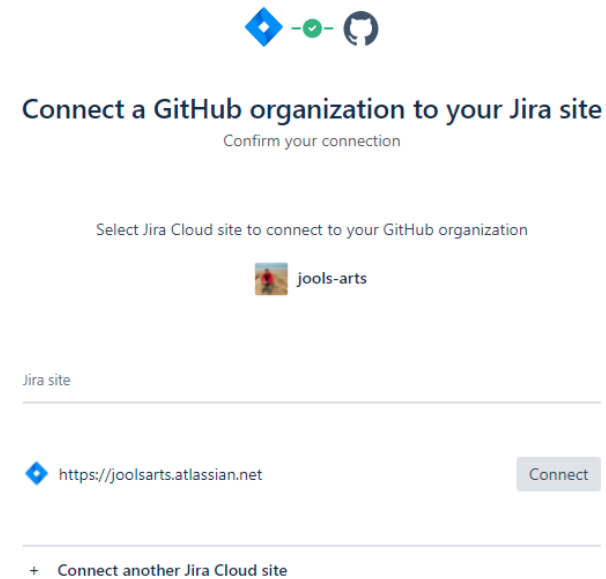 Connect a GitHub organization to your Jira site
Confirm your connection
Select Jira Cloud site to connect to your GitHub organization
jools-arts
Jira site
https://joolsarts.atlassian.net
Connect
+ Connect another Jira Cloud site